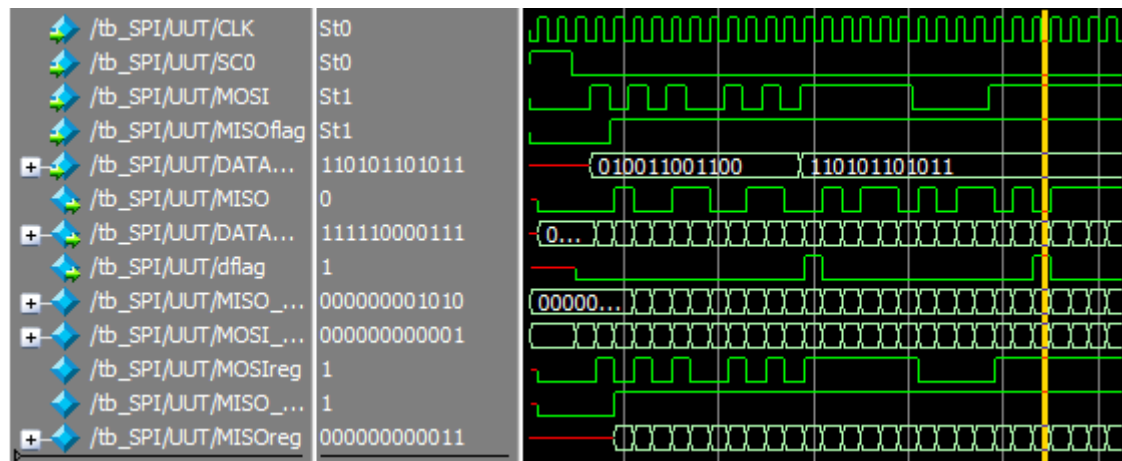 /tb_SPI/UUT/CLK St0
/tb_SPI/UUT/SC0 St0
/tb_SPI/UUT/MOSI St1
/tb_SPI/UUT/MISOflag St1
/tb_SPI/UUT/DATA... 110101101011 010011001100 110101101011
/tb_SPI/UUT/MISO 0
/tb_SPI/UUT/DATA... 111110000111 0...
/tb_SPI/UUT/dflag 1
/tb_SPI/UUT/MISO_... 000000001010 00000...
/tb_SPI/UUT/MOSI_... 000000000001
/tb_SPI/UUT/MOSIreg 1
/tb_SPI/UUT/MISO_... 1
/tb_SPI/UUT/MISOreg 000000000011